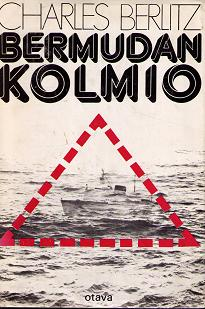 CHARLES BERLITZ
BERMUDAN
KOLMIO
otava